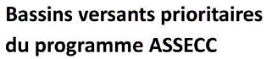 Bassins versants prioritaires
du programme ASSECC